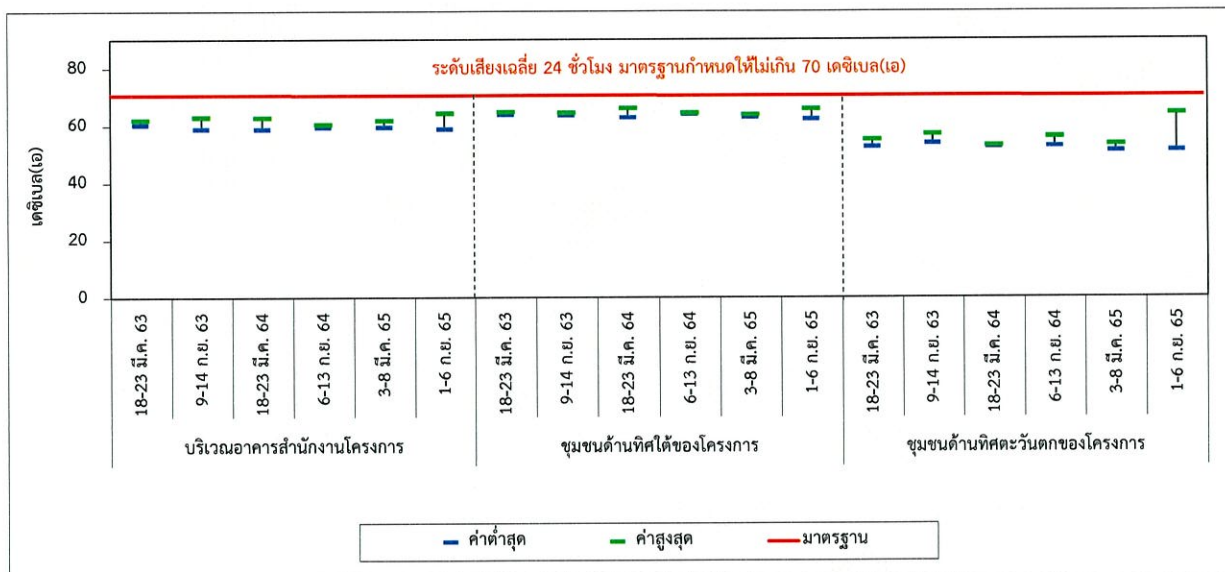 ระดับเสียงเฉลี่ย 24 ชั่วโมง มาตรฐานกำหนดให้ไม่เกิน 70 เดซิเบล(เอ)
80
60
40
20
0
เดซิเบล(เอ)
18-23 มี.ค. 63
9-14 ก.ย. 63
18-23 มี.ค. 64
6-13 ก.ย. 64
3-8 มี.ค. 65
1-6 ก.ย. 65
18-23 มี.ค. 63
9-14 ก.ย. 63
18-23 มี.ค. 64
6-13 ก.ย. 64
3-8 มี.ค. 65
1-6 ก.ย. 65
18-23 มี.ค. 63
9-14 ก.ย. 63
18-23 มี.ค. 64
6-13 ก.ย. 64
3-8 มี.ค. 65
1-6 ก.ย. 65
บริเวณอาคารสำนักงานโครงการ
ชุมชนด้านทิศใต้ของโครงการ
ชุมชนด้านทิศตะวันตกของโครงการ
ค่าต่ำสุด
ค่าสูงสุด
มาตรฐาน